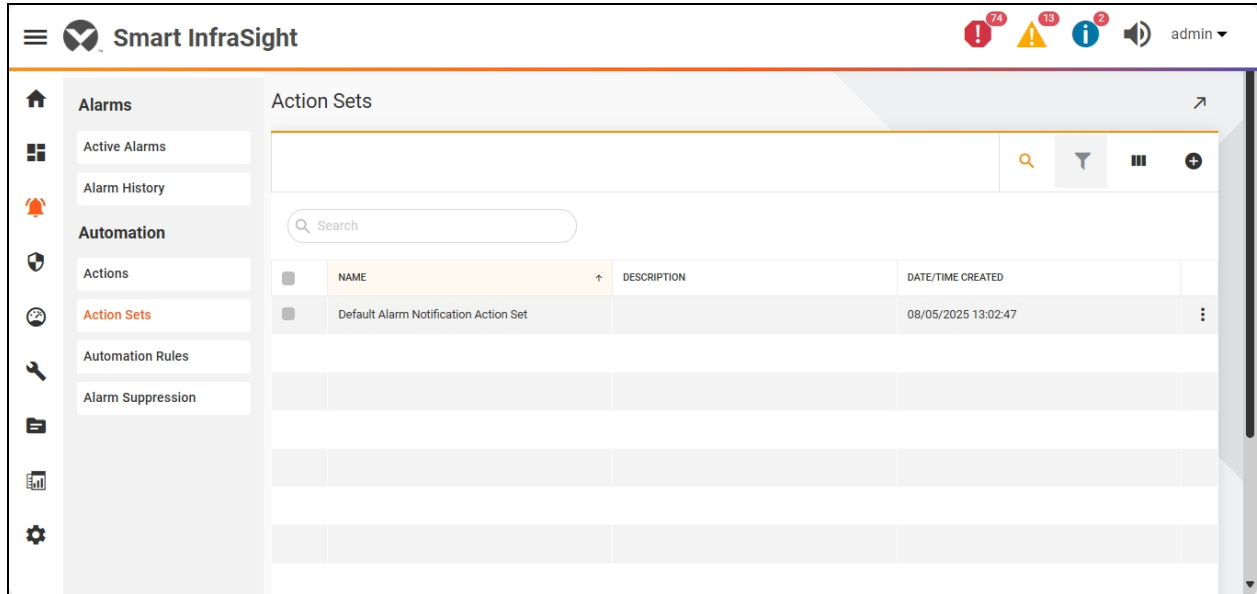 Smart InfraSight
74
13
2
admin
Alarms
Active Alarms
Alarm History
Automation
Actions
Action Sets
Automation Rules
Alarm Suppression
Action Sets
Search
NAME DESCRIPTION DATE/TIME CREATED
Default Alarm Notification Action Set 08/05/2025 13:02:47